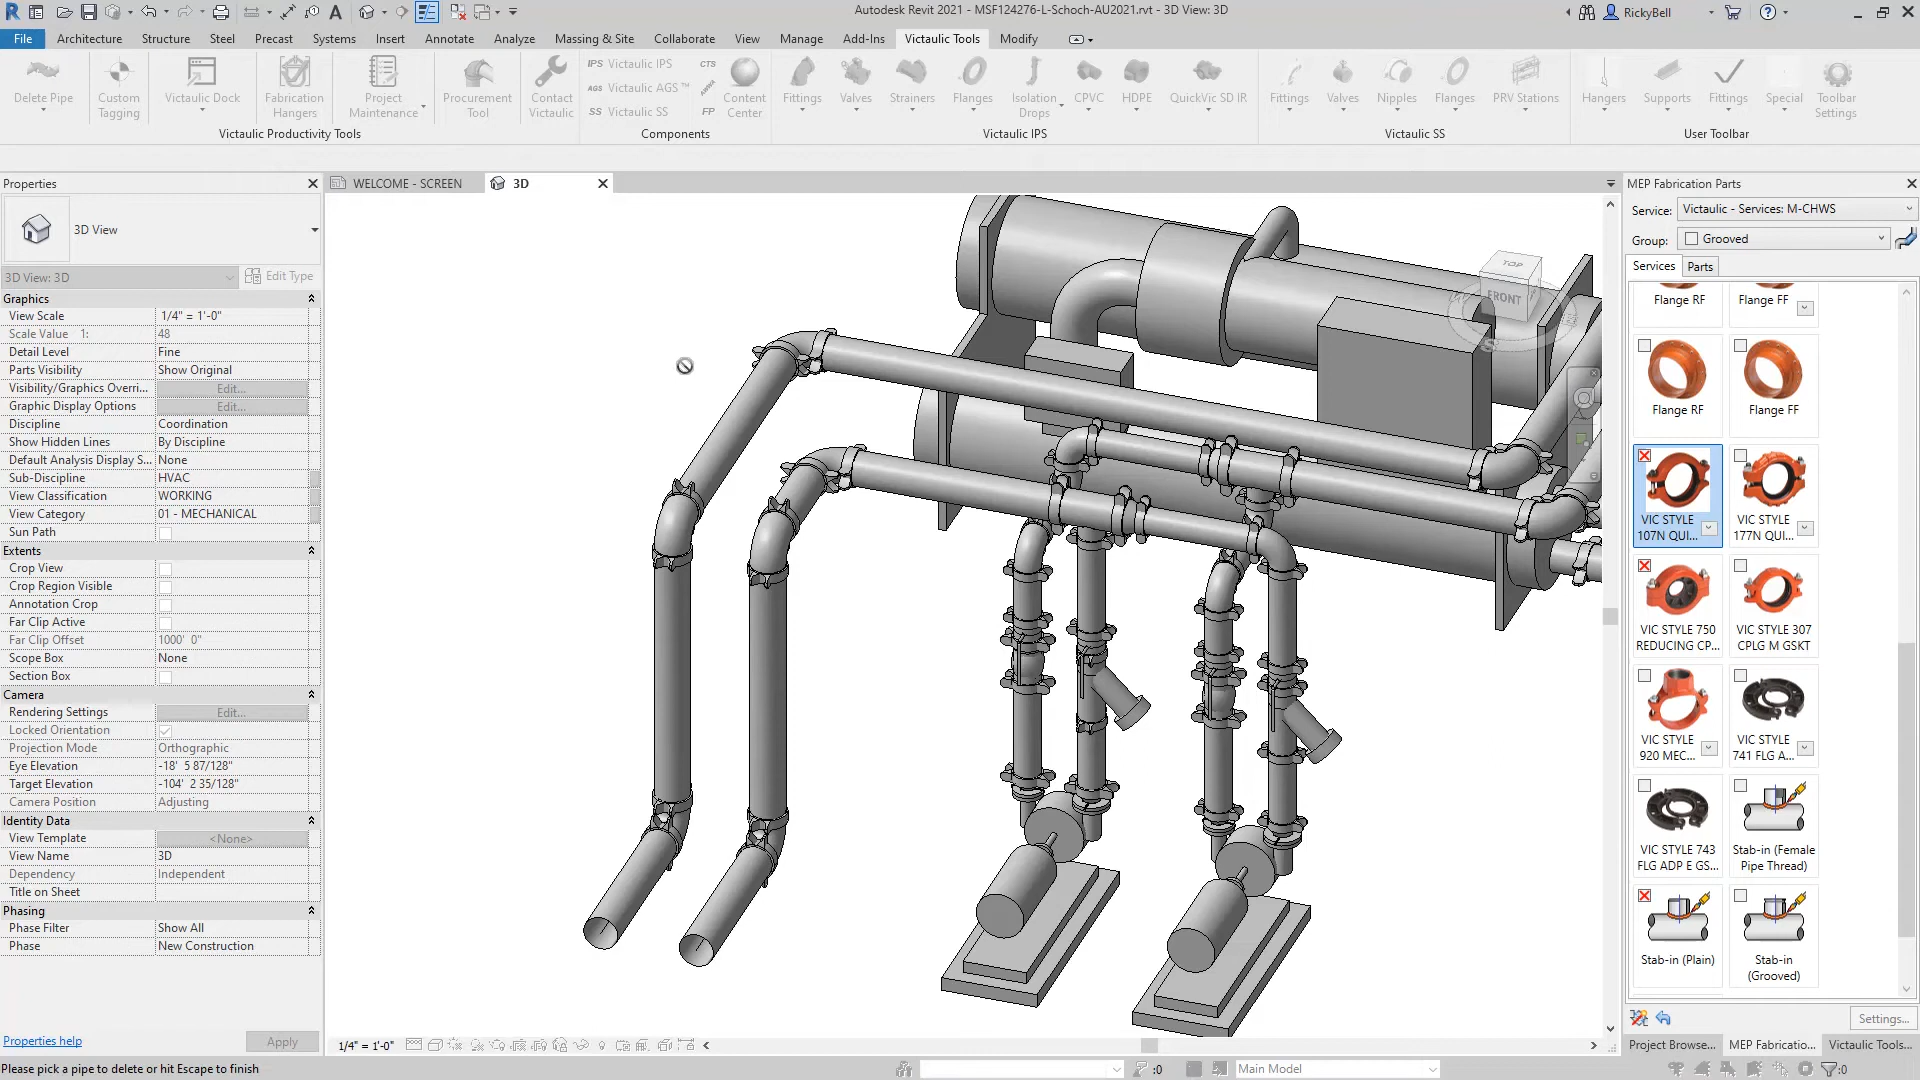 Autodesk Revit 2021 - MSF124276-L-Schoch-AU2021.rvt - 3D View: 3D
RickyBell
File
Architecture
Structure
Steel
Precast
Systems
Insert
Annotate
Analyze
Massing & Site
Collaborate
View
Manage
Add-Ins
Victaulic Tools
Modify
Delete Pipe
Custom
Tagging
Victaulic Dock
Fabrication
Hangers
Project
Maintenance
Procurement
Tool
Contact
Victaulic
Victaulic Productivity Tools
IPS Victaulic IPS
AGS Victaulic AGS™
SS Victaulic SS
CTS
FP
Content
Center
Components
Fittings
Valves
Strainers
Flanges
Isolation
Drops
CPVC
HDPE
QuickVic SD IR
Victaulic IPS
Fittings
Valves
Nipples
Flanges
PRV Stations
Victaulic SS
Hangers
Supports
Fittings
Special
Toolbar
Settings
User Toolbar
Properties
3D View
3D View: 3D
Edit Type
Graphics
View Scale 1/4" = 1'-0"
Scale Value 1: 48
Detail Level Fine
Parts Visibility Show Original
Visibility/Graphics Overri... Edit...
Graphic Display Options Edit...
Discipline Coordination
Show Hidden Lines By Discipline
Default Analysis Display S... None
Sub-Discipline HVAC
View Classification WORKING
View Category 01 - MECHANICAL
Sun Path
Extents
Crop View
Crop Region Visible
Annotation Crop
Far Clip Active
Far Clip Offset 1000' 0"
Scope Box None
Section Box
Camera
Rendering Settings Edit...
Locked Orientation
Projection Mode Orthographic
Eye Elevation -18' 5 87/128"
Target Elevation -104' 2 35/128"
Camera Position Adjusting
Identity Data
View Template <None>
View Name 3D
Dependency Independent
Title on Sheet
Phasing
Phase Filter Show All
Phase New Construction
Properties help
Apply
WELCOME - SCREEN
3D
TOP
FRONT
S
1/4" = 1'-0"
MEP Fabrication Parts
Service: Victaulic - Services: M-CHWS
Group: Grooved
Services
Parts
Flange RF
Flange FF
Flange RF
Flange FF
VIC STYLE
107N QUI...
VIC STYLE
177N QUI...
VIC STYLE 750
REDUCING CP...
VIC STYLE 307
CPLG M GSKT
VIC STYLE
920 MEC...
VIC STYLE
741 FLG A...
VIC STYLE 743
FLG ADP E GS...
Stab-in (Female
Pipe Thread)
Stab-in (Plain)
Stab-in
(Grooved)
Settings...
Project Browse...
MEP Fabricatio...
Victaulic Tools...
Please pick a pipe to delete or hit Escape to finish
:0
Main Model
:0